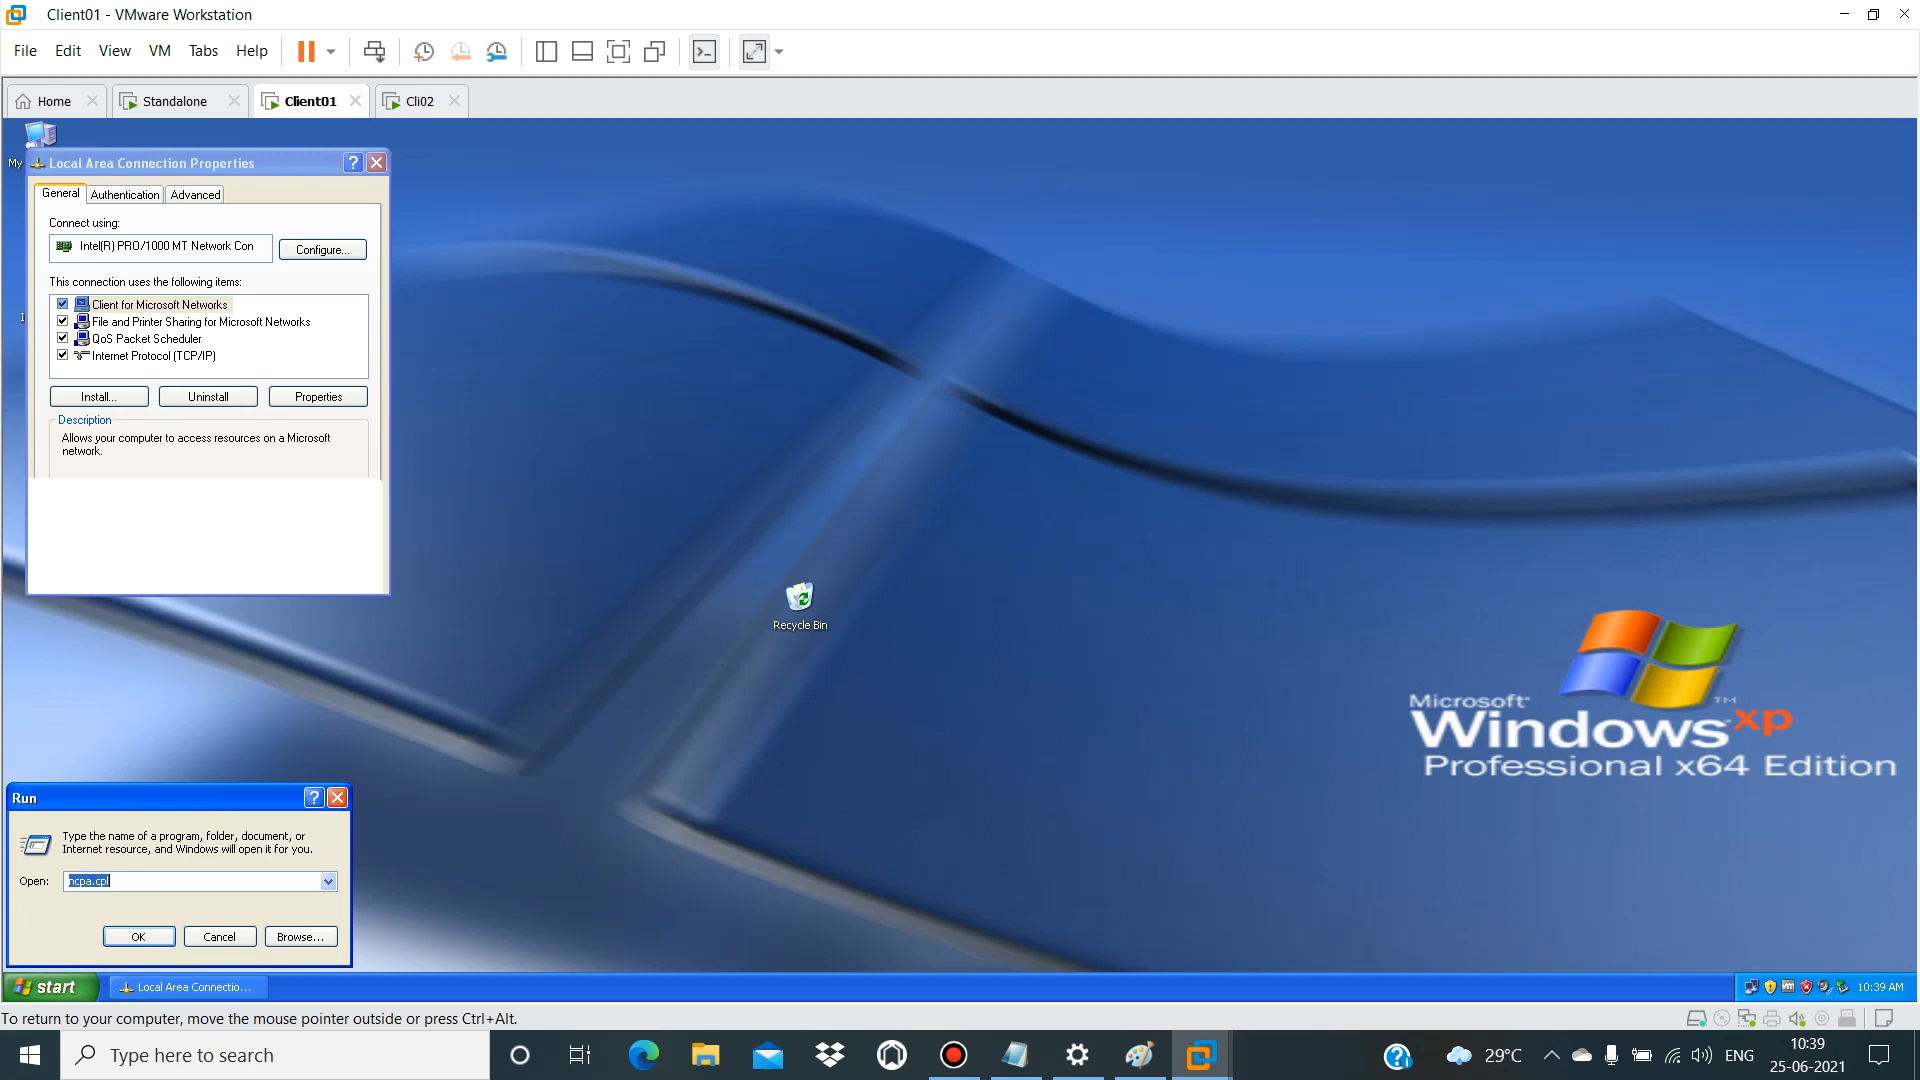 Client01 - VMware Workstation
File Edit View VM Tabs Help
Home Standalone Client01 Cli02
My
Local Area Connection Properties
General Authentication Advanced
Connect using:
Intel(R) PRO/1000 MT Network Con
Configure...
This connection uses the following items:
Client for Microsoft Networks
File and Printer Sharing for Microsoft Networks
QoS Packet Scheduler
Internet Protocol (TCP/IP)
Install... Uninstall Properties
Description
Allows your computer to access resources on a Microsoft
network.
Recycle Bin
Microsoft
Windows xp TM
Professional x64 Edition
Run
Type the name of a program, folder, document, or
Internet resource, and Windows will open it for you.
Open: ncpa.cpl
OK Cancel Browse...
start Local Area Connectio... 10:39 AM
To return to your computer, move the mouse pointer outside or press Ctrl+Alt.
Type here to search 29°C ENG 10:39
25-06-2021